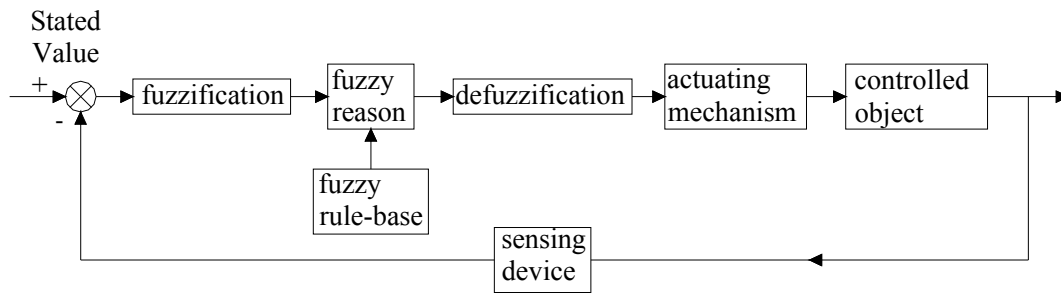 Stated
Value
+
-
fuzzification
fuzzy
reason
defuzzification
actuating
mechanism
controlled
object
fuzzy
rule-base
sensing
device